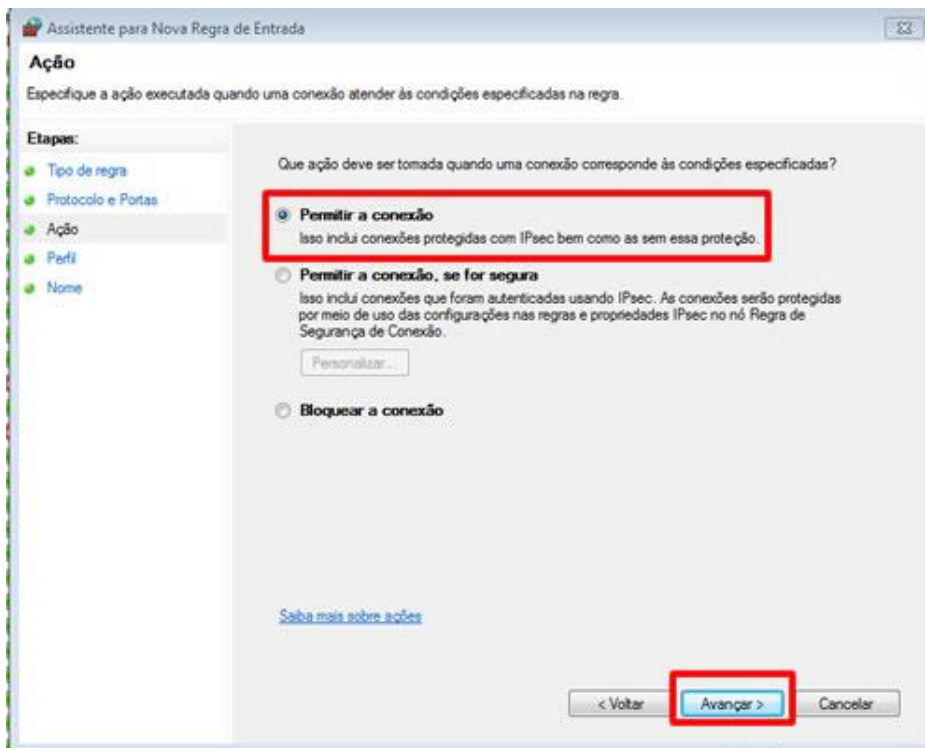 Assistente para Nova Regra de Entrada
Ação
Especifique a ação executada quando uma conexão atender às condições especificadas na regra.
Etapas:
Tipo de regra
Protocolo e Portas
Ação
Perfil
Nome
Que ação deve ser tomada quando uma conexão corresponde às condições especificadas?
Permitir a conexão
Isso inclui conexões protegidas com IPsec bem como as sem essa proteção.
Permitir a conexão, se for segura
Isso inclui conexões que foram autenticadas usando IPsec. As conexões serão protegidas
por meio de uso das configurações nas regras e propriedades IPsec no nó Regra de
Segurança de Conexão.
Personalizar...
Bloquear a conexão
Saiba mais sobre ações
< Voltar
Avançar >
Cancelar